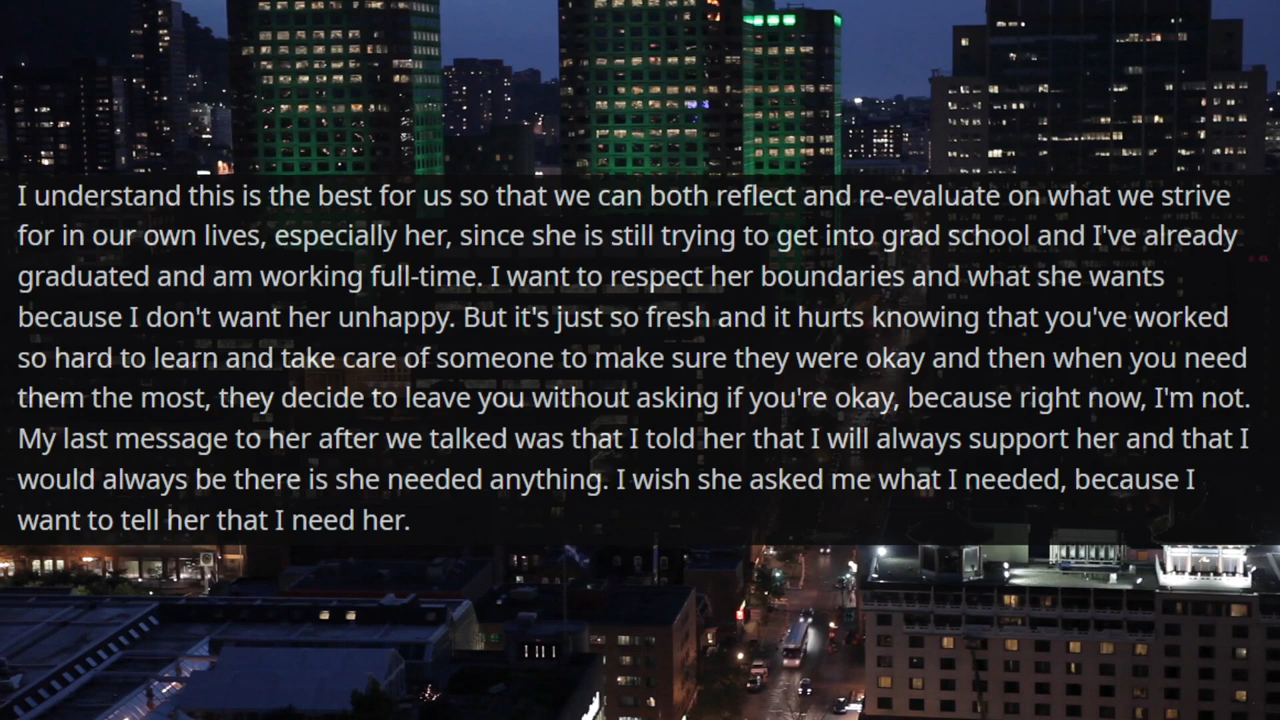 I understand this is the best for us so that we can both reflect and re-evaluate on what we strive
for in our own lives, especially her, since she is still trying to get into grad school and I've already
graduated and am working full-time. I want to respect her boundaries and what she wants
because I don't want her unhappy. But it's just so fresh and it hurts knowing that you've worked
so hard to learn and take care of someone to make sure they were okay and then when you need
them the most, they decide to leave you without asking if you're okay, because right now, I'm not.
My last message to her after we talked was that I told her that I will always support her and that I
would always be there is she needed anything. I wish she asked me what I needed, because I
want to tell her that I need her.